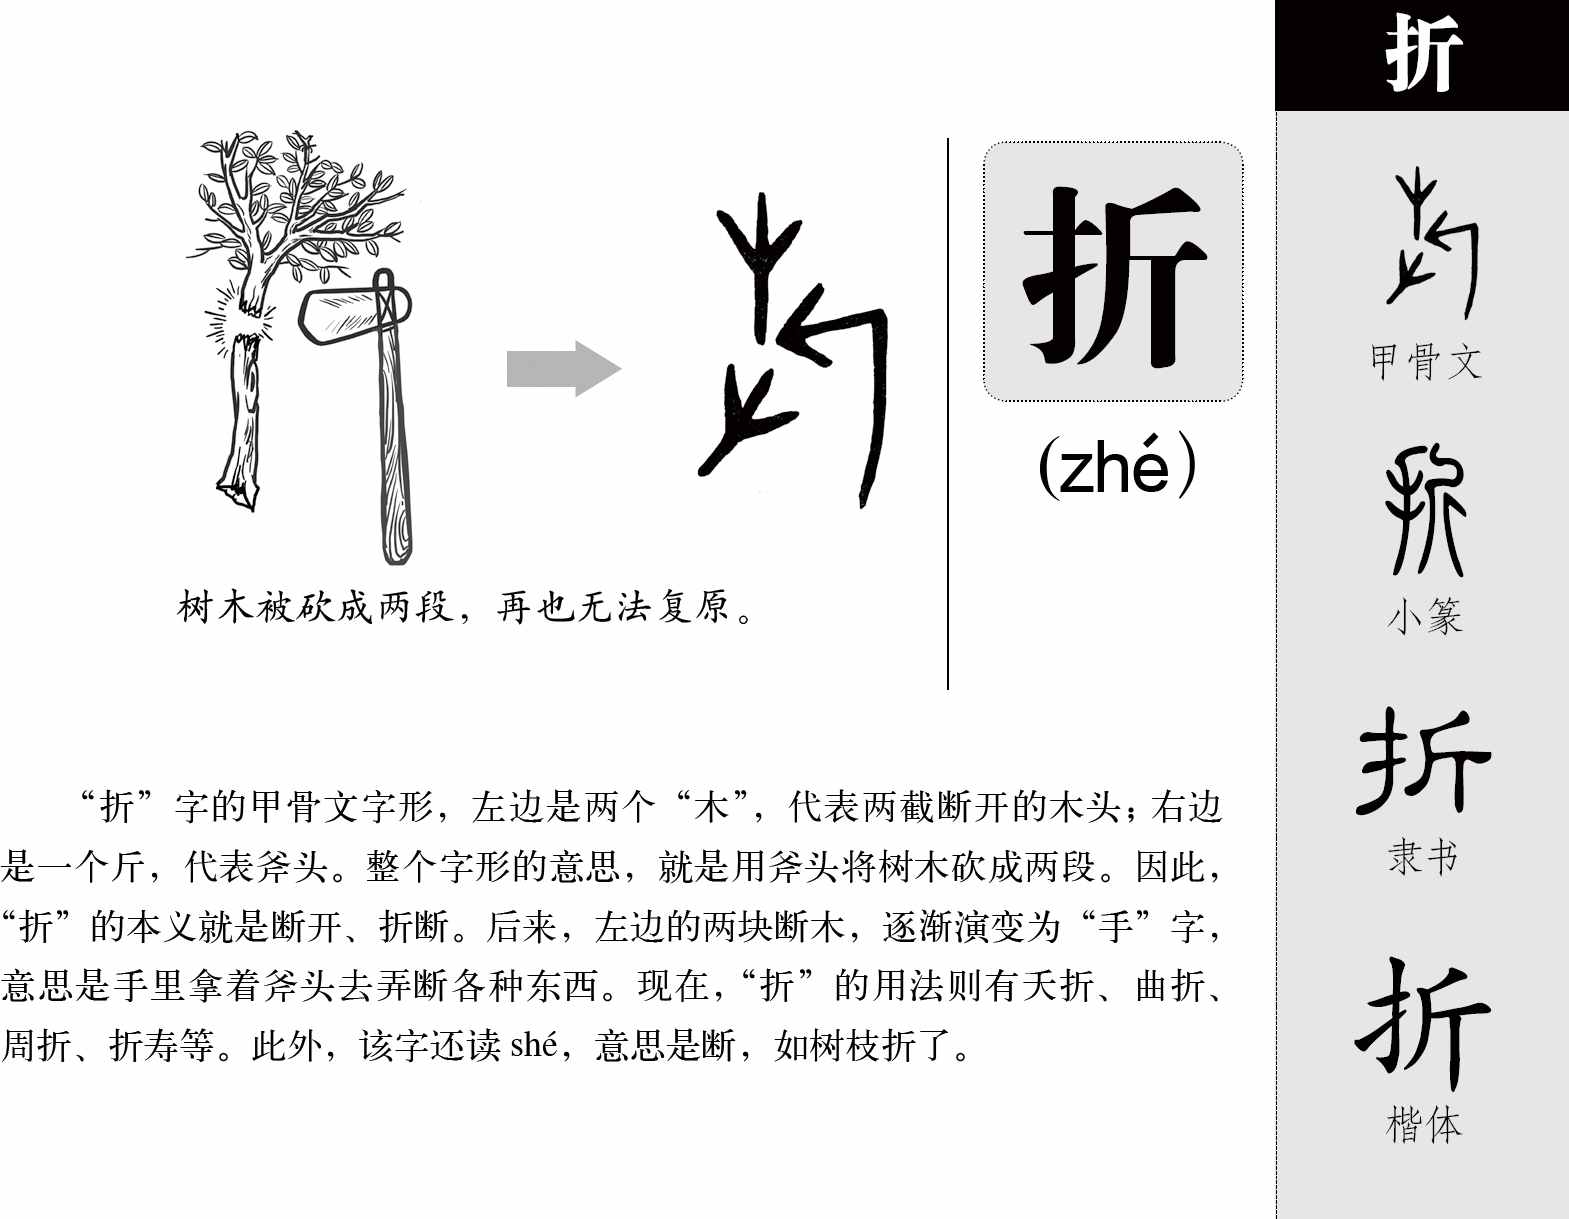 折
树木被砍成两段，再也无法复原。
折
(zhé)
“折”字的甲骨文字形，左边是两个“木”，代表两截断开的木头；右边
是一个斤，代表斧头。整个字形的意思，就是用斧头将树木砍成两段。因此，
“折”的本义就是断开、折断。后来，左边的两块断木，逐渐演变为“手”字，
意思是手里拿着斧头去弄断各种东西。现在，“折”的用法则有夭折、曲折、
周折、折寿等。此外，该字还读 shé，意思是断，如树枝折了。
甲骨文
小篆
折
隶书
折
楷体